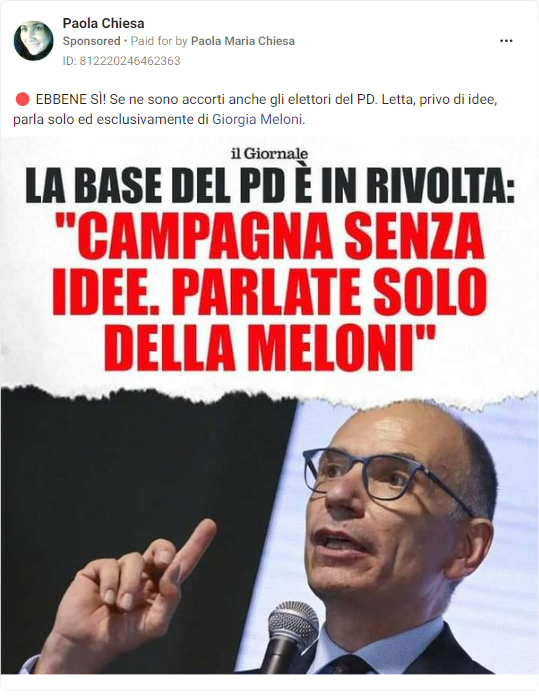 Paola Chiesa
Sponsored • Paid for by Paola Maria Chiesa
ID: 812220246462363
🔴 EBBENE SÌ! Se ne sono accorti anche gli elettori del PD. Letta, privo di idee,
parla solo ed esclusivamente di Giorgia Meloni.
il Giornale
LA BASE DEL PD È IN RIVOLTA:
"CAMPAGNA SENZA
IDEE. PARLATE SOLO
DELLA MELONI"